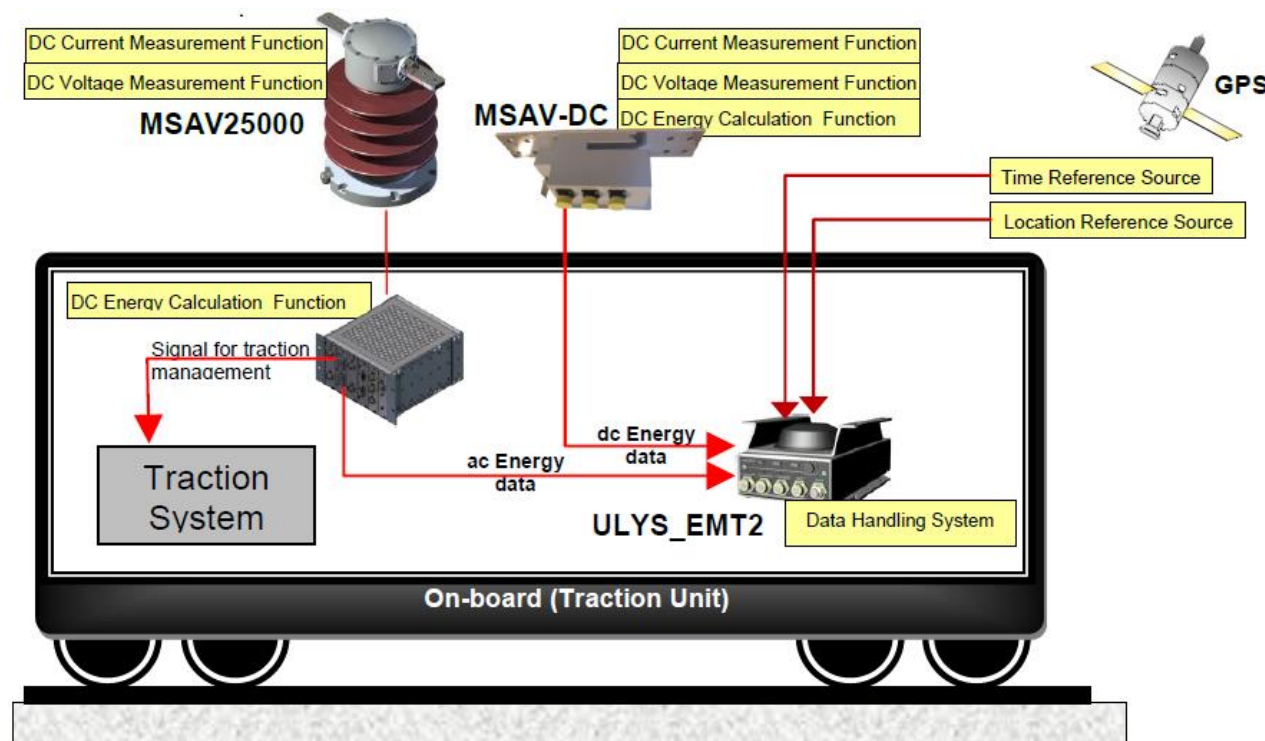 DC Current Measurement Function
DC Voltage Measurement Function
MSAV25000
DC Current Measurement Function
DC Voltage Measurement Function
DC Energy Calculation Function
MSAV-DC
GPS
Time Reference Source
Location Reference Source
DC Energy Calculation Function
Signal for traction
management
Traction
System
ac Energy
data
dc Energy
data
ULYS_EMT2
Data Handling System
On-board (Traction Unit)